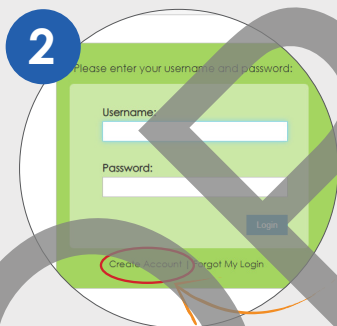 2
Please enter your username and password:
Username:
Password:
Login
Create Account | Forgot My Login